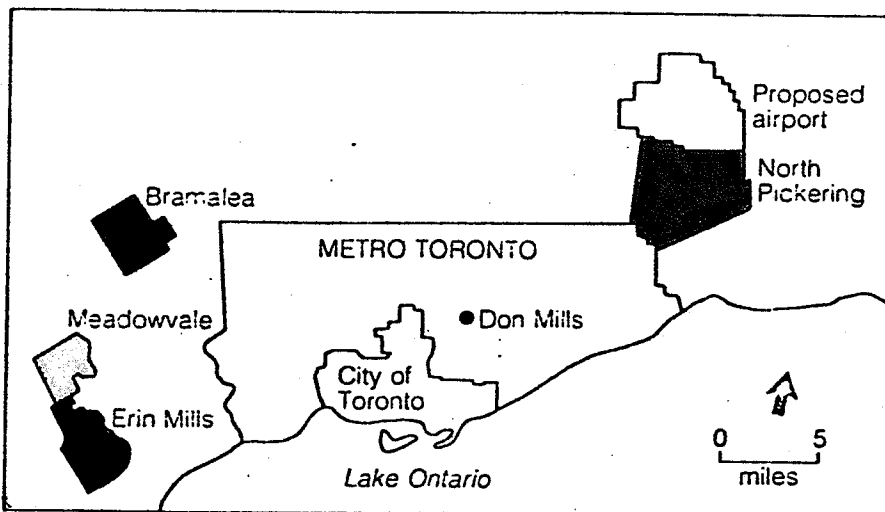 Proposed
airport
North
Pickering
Bramalea
METRO TORONTO
Meadowvale
Don Mills
City of
Toronto
Erin Mills
0 5
miles
Lake Ontario